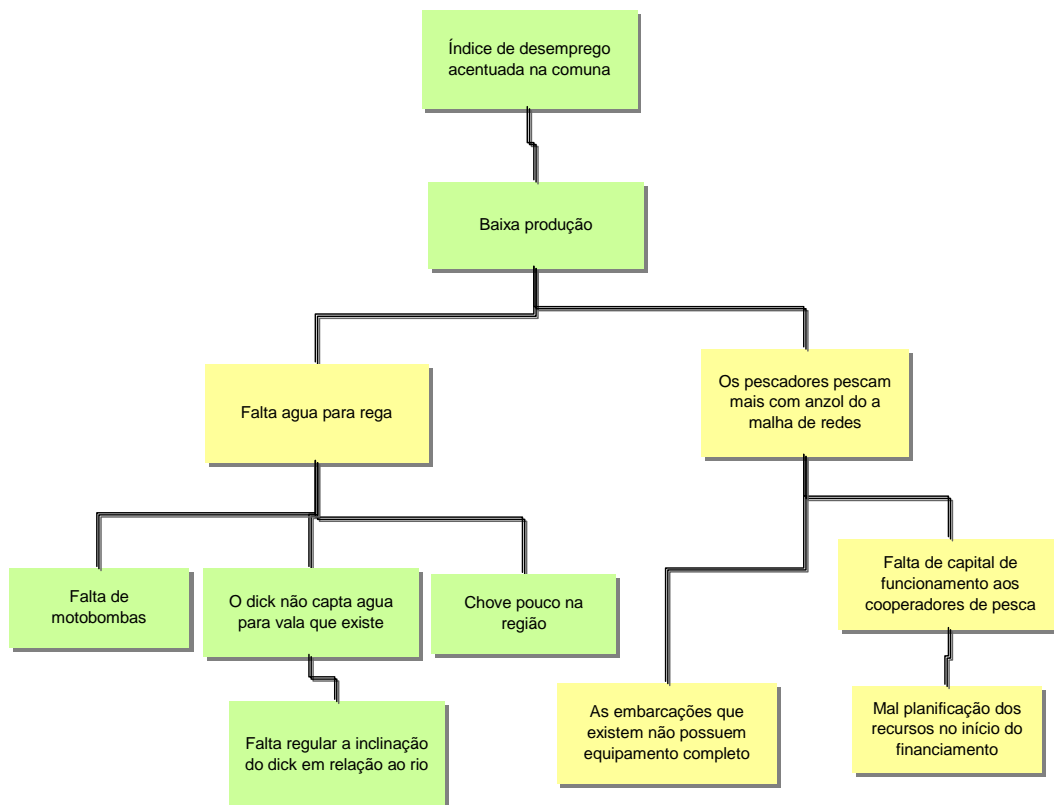 Índice de desemprego
acentuada na comuna
Baixa produção
Falta agua para rega
Os pescadores pescam
mais com anzol do a
malha de redes
Falta de
motobombas
O dick não capta agua
para vala que existe
Chove pouco na
região
Falta de capital de
funcionamento aos
cooperadores de pesca
Falta regular a inclinação
do dick em relação ao rio
As embarcações que
existem não possuem
equipamento completo
Mal planificação dos
recursos no início do
financiamento